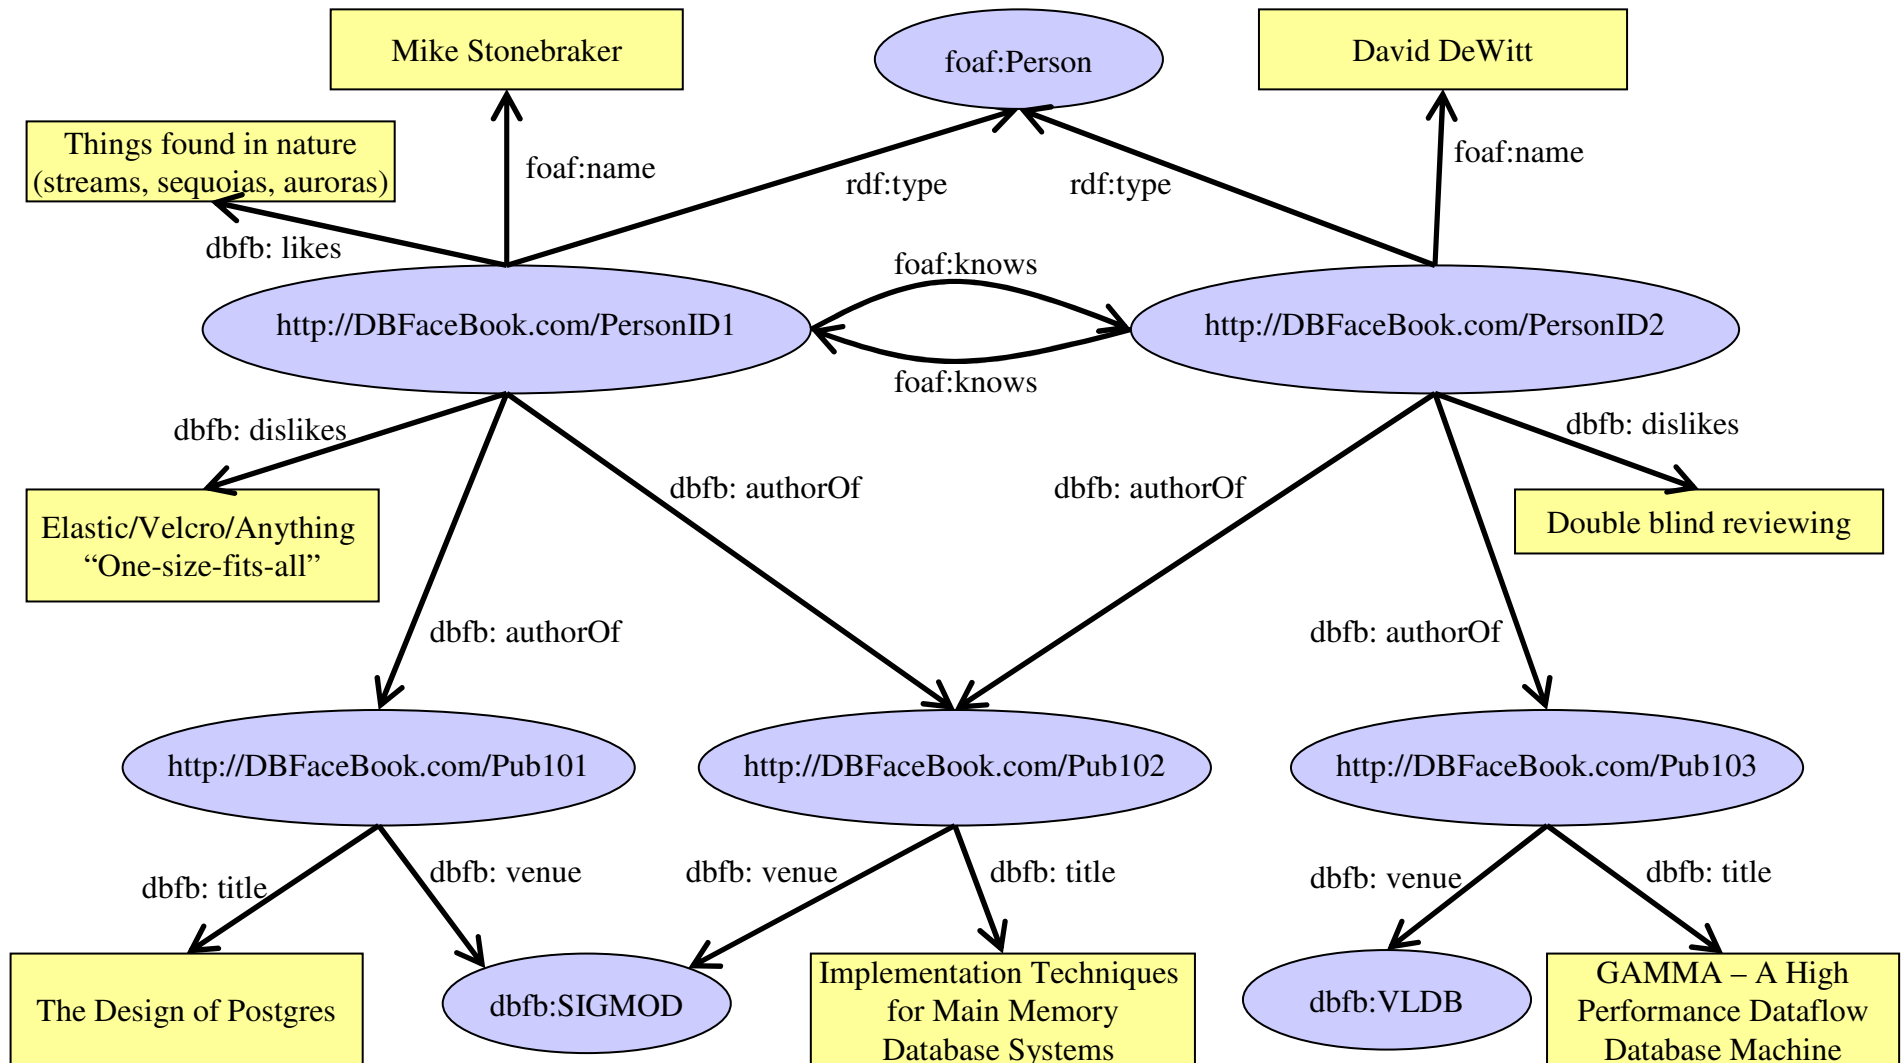 Mike Stonebraker
foaf:Person
David DeWitt
Things found in nature
(streams, sequoias, auroras)
foaf:name
rdf:type
rdf:type
foaf:name
dbfb: likes
foaf:knows
http://DBFaceBook.com/PersonID1
http://DBFaceBook.com/PersonID2
foaf:knows
dbfb: dislikes
dbfb: dislikes
dbfb: authorOf
dbfb: authorOf
Elastic/Velcro/Anything
“One-size-fits-all”
Double blind reviewing
dbfb: authorOf
dbfb: authorOf
http://DBFaceBook.com/Pub101
http://DBFaceBook.com/Pub102
http://DBFaceBook.com/Pub103
dbfb: title
dbfb: venue
dbfb: venue
dbfb: title
dbfb: venue
dbfb: title
The Design of Postgres
dbfb:SIGMOD
Implementation Techniques
for Main Memory
Database Systems
dbfb:VLDB
GAMMA – A High
Performance Dataflow
Database Machine